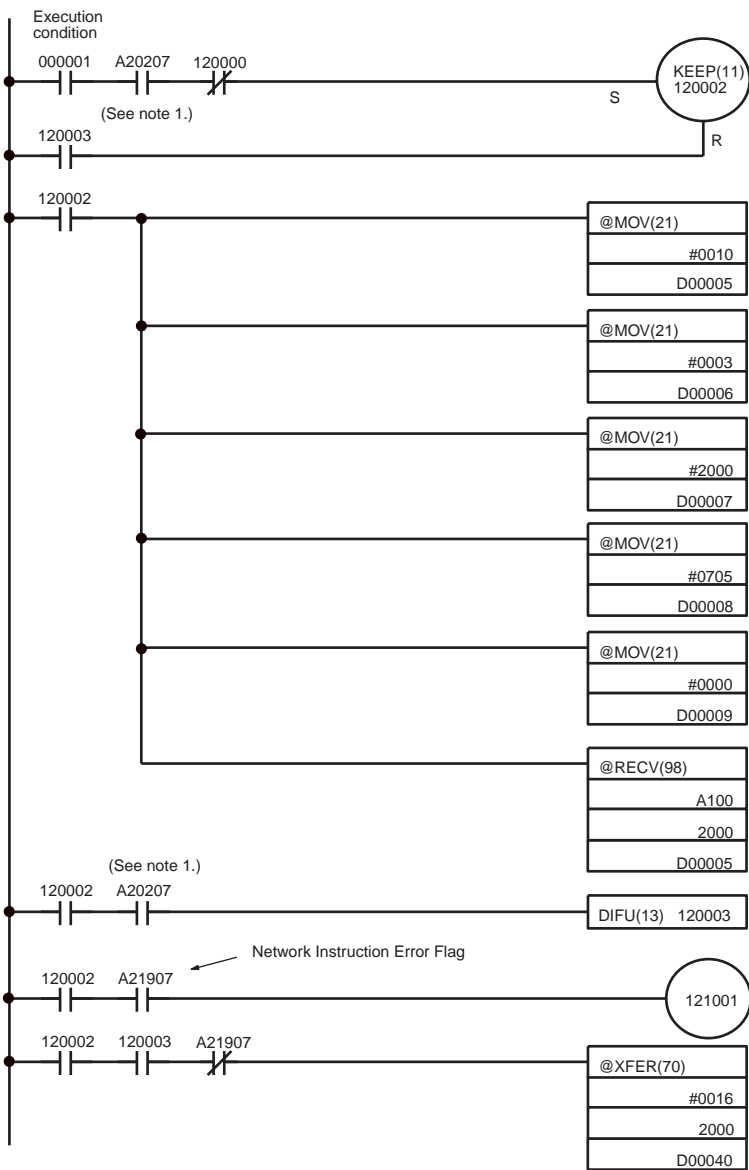 Execution
condition
000001 A20207 120000
KEEP(11)
120002
S
(See note 1.)
R
120003
120002
@MOV(21)
#0010
D00005
@MOV(21)
#0003
D00006
@MOV(21)
#2000
D00007
@MOV(21)
#0705
D00008
@MOV(21)
#0000
D00009
@RECV(98)
A100
2000
D00005
(See note 1.)
120002 A20207
DIFU(13) 120003
Network Instruction Error Flag
120002 A21907
121001
120002 120003 A21907
@XFER(70)
#0016
2000
D00040